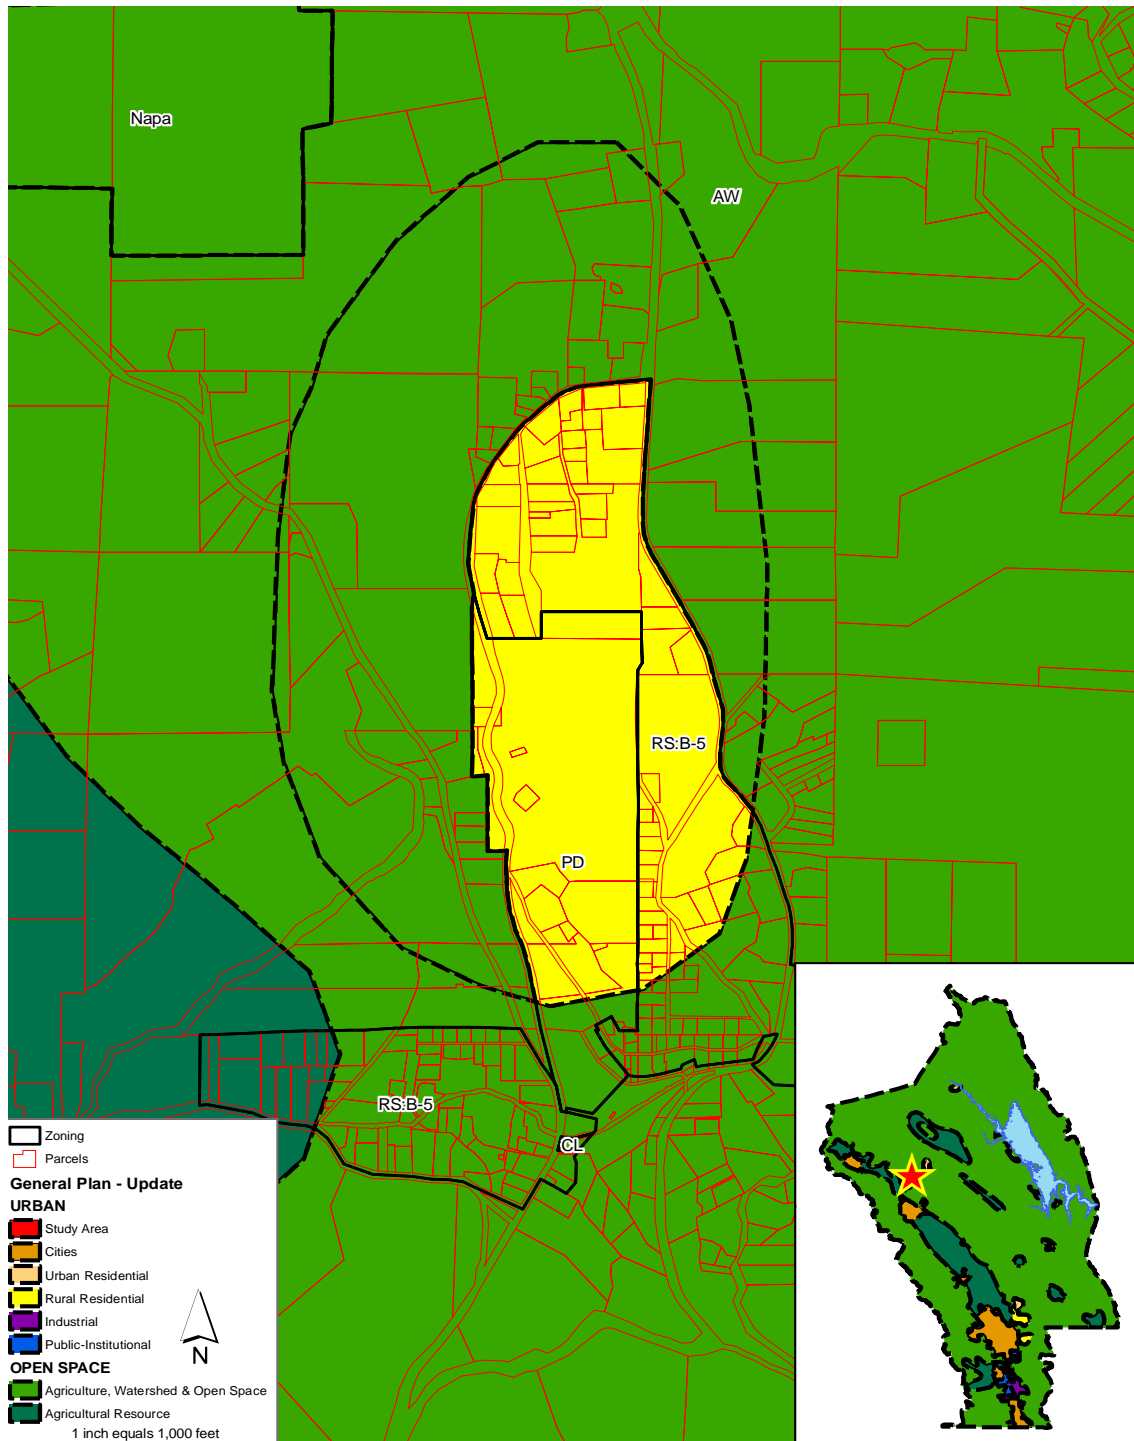 Napa
AW
RS:B-5
PD
RS:B-5
CL
Zoning
Parcels
General Plan - Update
URBAN
Study Area
Cities
Urban Residential
Rural Residential
Industrial
Public-Institutional
N
OPEN SPACE
Agriculture, Watershed & Open Space
Agricultural Resource
1 inch equals 1,000 feet